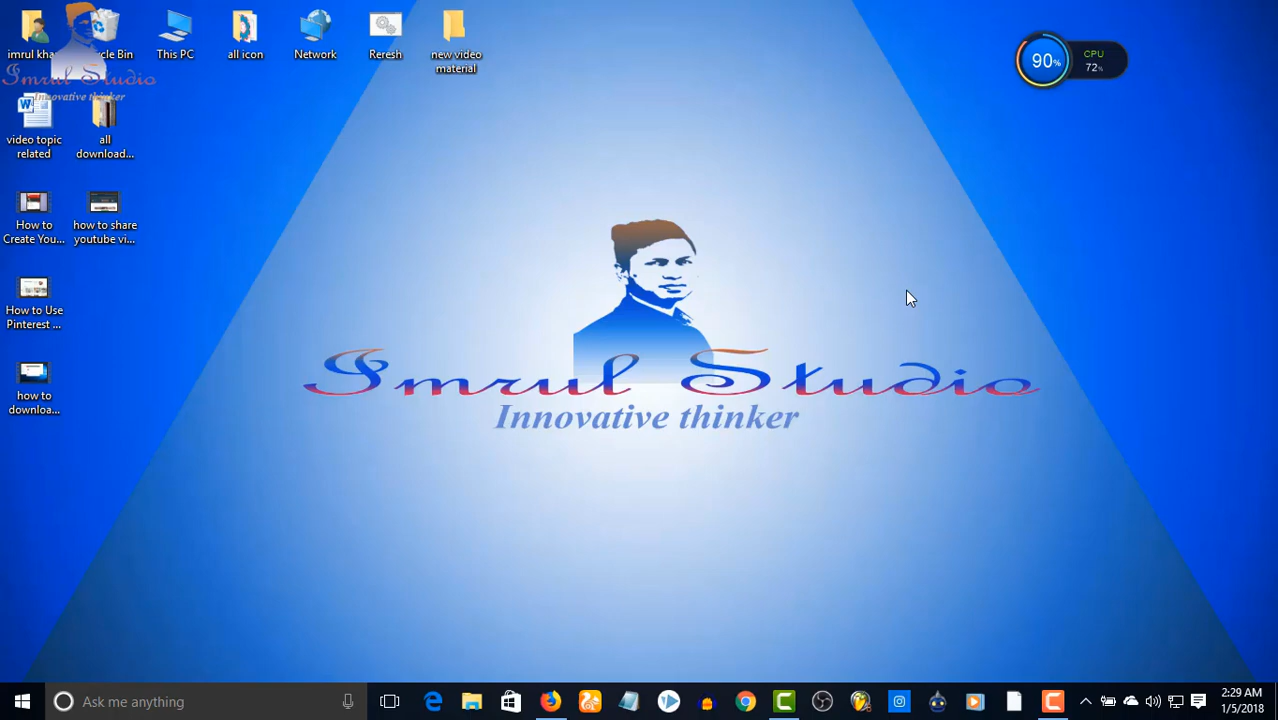 imrul kha
cle Bin
This PC
all icon
Network
Reresh
new video
material
90%
CPU
72%
Imrul Studio
Innovative thinker
video topic
related
all
download...
How to
Create You...
how to share
youtube vi...
How to Use
Pinterest ...
how to
downloa...
Imrul Studio
Innovative thinker
Ask me anything
2:29 AM
1/5/2018